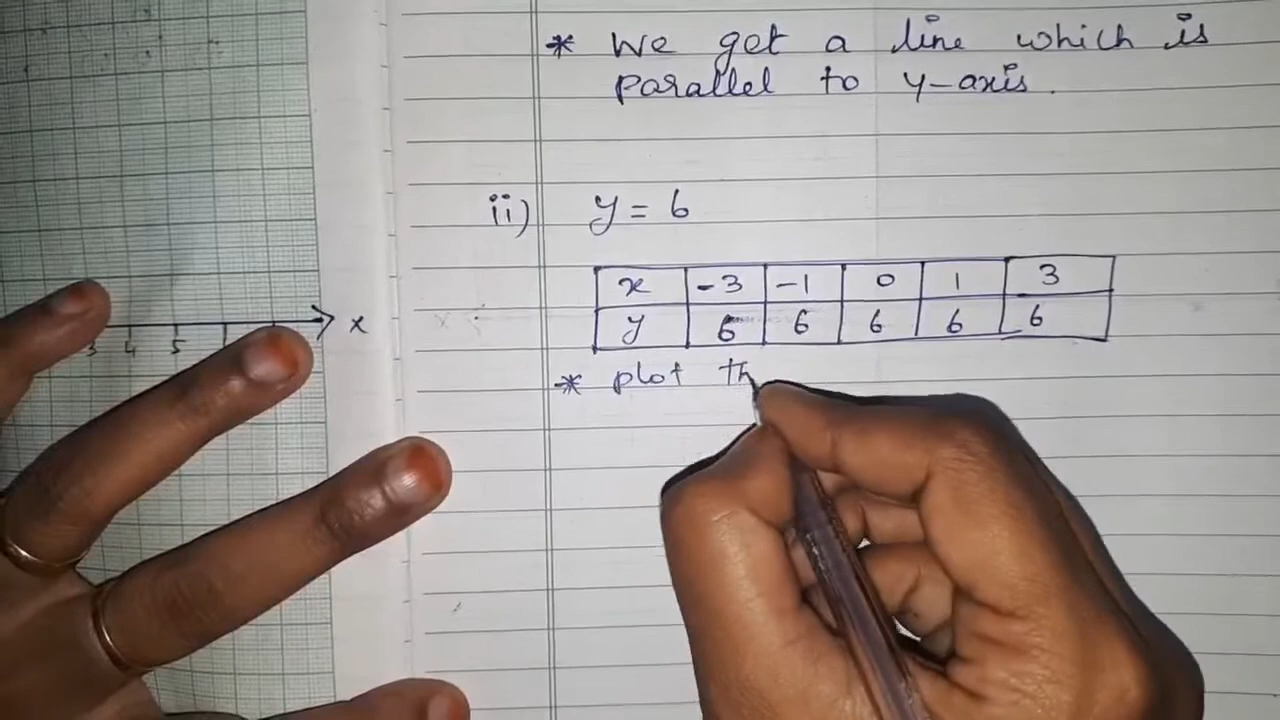 * We get a line which is
parallel to y-axis.
ii) y = 6
x -3 -1 0 1 3
y 6 6 6 6 6
* plot th
x
3 4 5